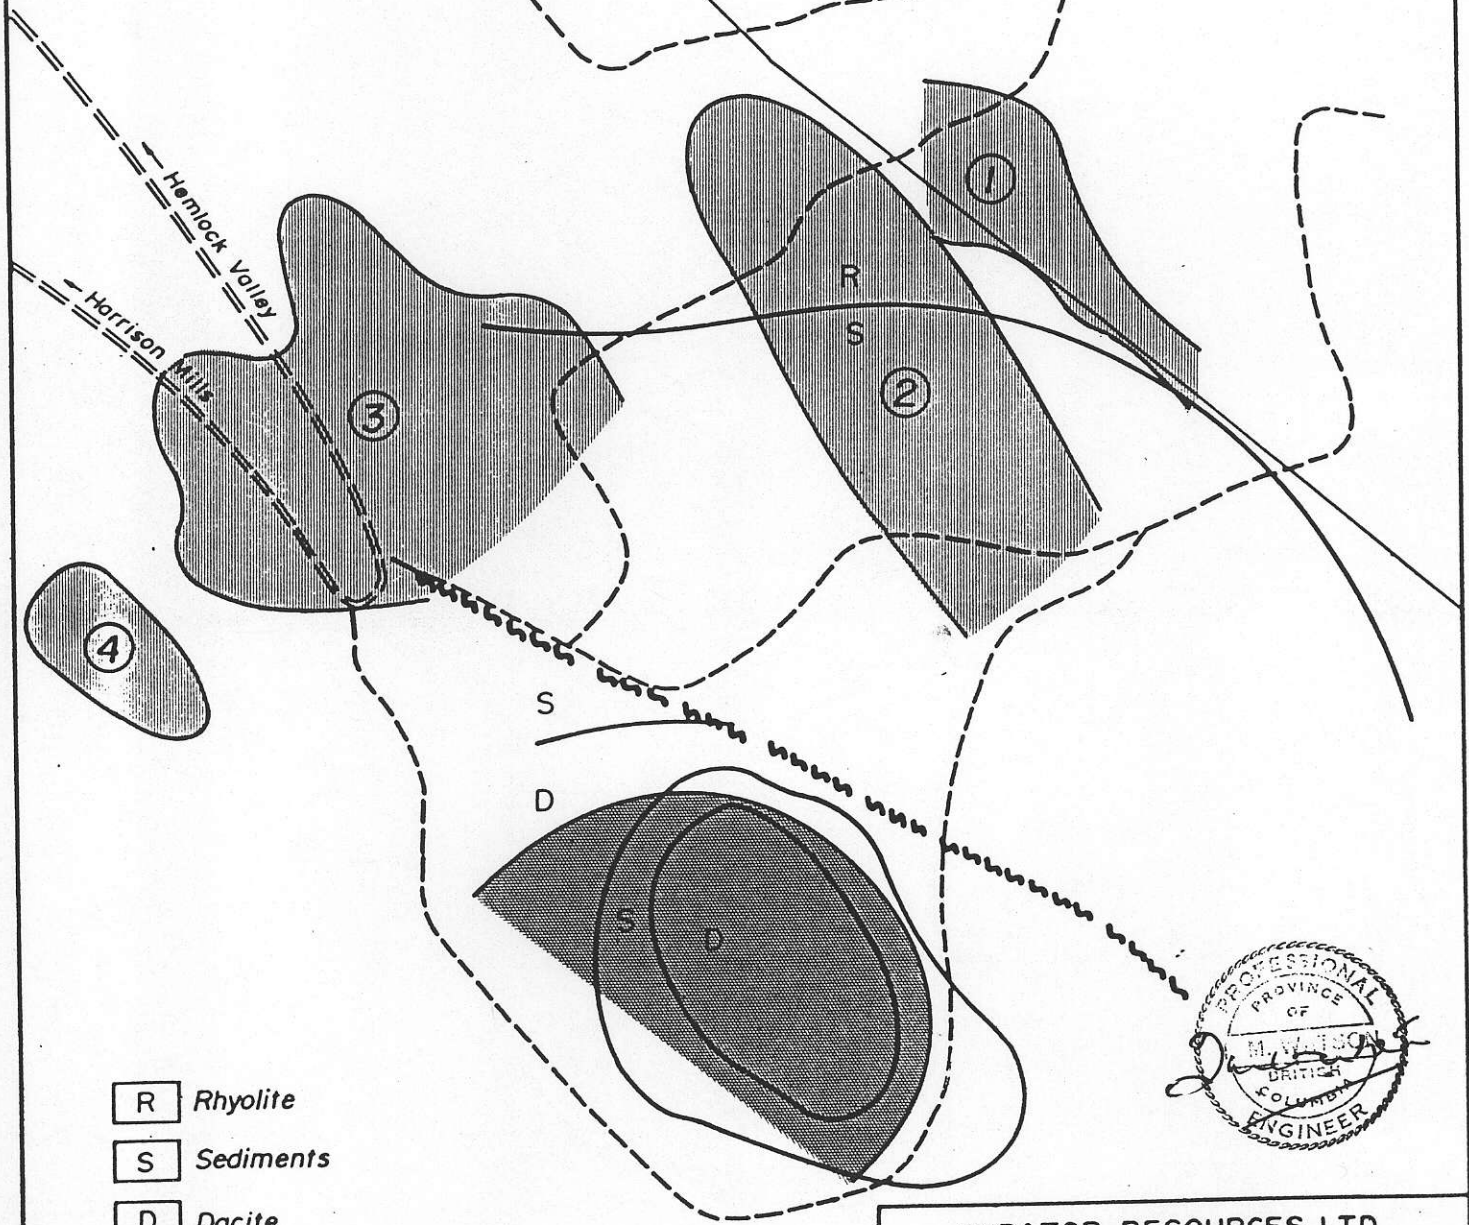 Hemlock Valley
Harrison Mills
1
2
3
4
R
S
S
D
S
D
PROFESSIONAL
PROVINCE
OF
M. WATSON
BRITISH
COLUMBIA
ENGINEER
R Rhyolite
S Sediments
D Dacite
RESOURCES LTD